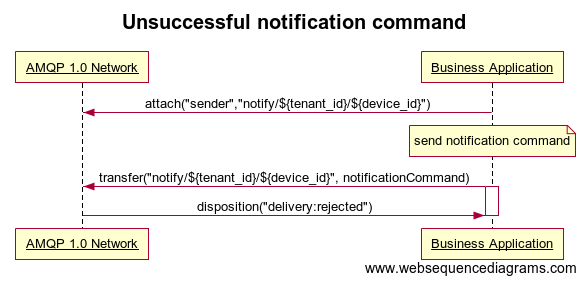 Unsuccessful notification command
AMQP 1.0 Network
Business Application
attach("sender","notify/${tenant_id}/${device_id}")
send notification command
transfer("notify/${tenant_id}/${device_id}", notificationCommand)
disposition("delivery:rejected")
AMQP 1.0 Network
Business Application
www.websequencediagrams.com